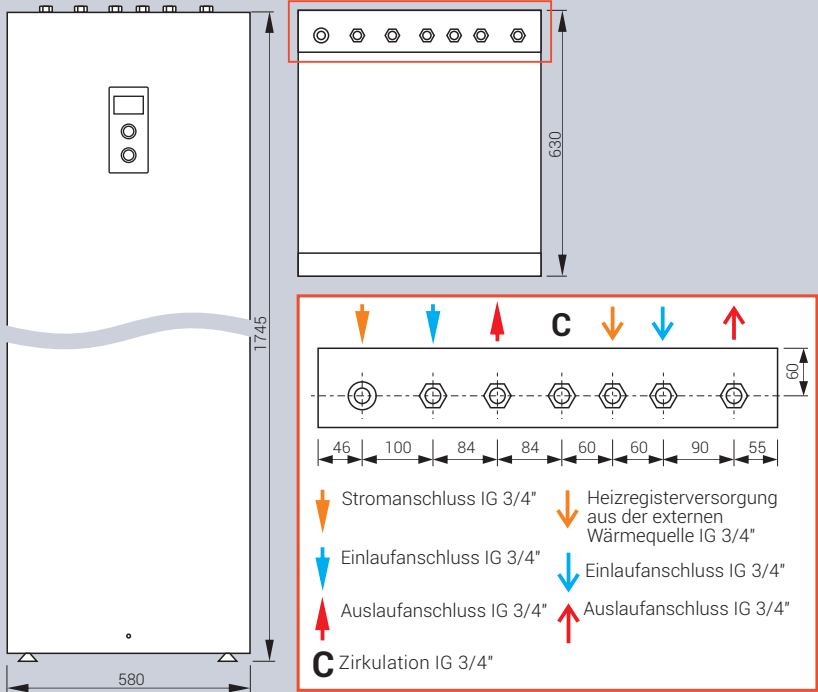 630
1745
580
C
60
46 100 84 84 60 60 90 55
Stromanschluss IG 3/4"
Einlaufanschluss IG 3/4"
Auslaufanschluss IG 3/4"
C Zirkulation IG 3/4"
Heizregisterversorgung
aus der externen
Wärmequelle IG 3/4"
Einlaufanschluss IG 3/4"
Auslaufanschluss IG 3/4"